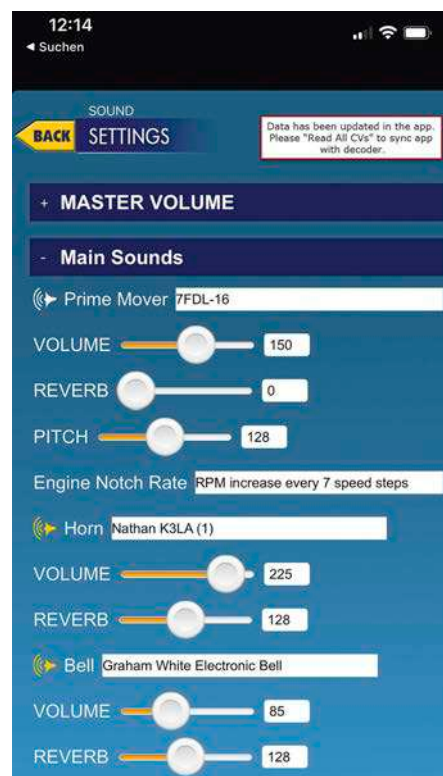 12:14
◀ Suchen
SOUND
BACK SETTINGS
Data has been updated in the app.
Please "Read All CVs" to sync app
with decoder.
+ MASTER VOLUME
- Main Sounds
Prime Mover 7FDL-16
VOLUME 150
REVERB 0
PITCH 128
Engine Notch Rate RPM increase every 7 speed steps
Horn Nathan K3LA (1)
VOLUME 225
REVERB 128
Bell Graham White Electronic Bell
VOLUME 85
REVERB 128